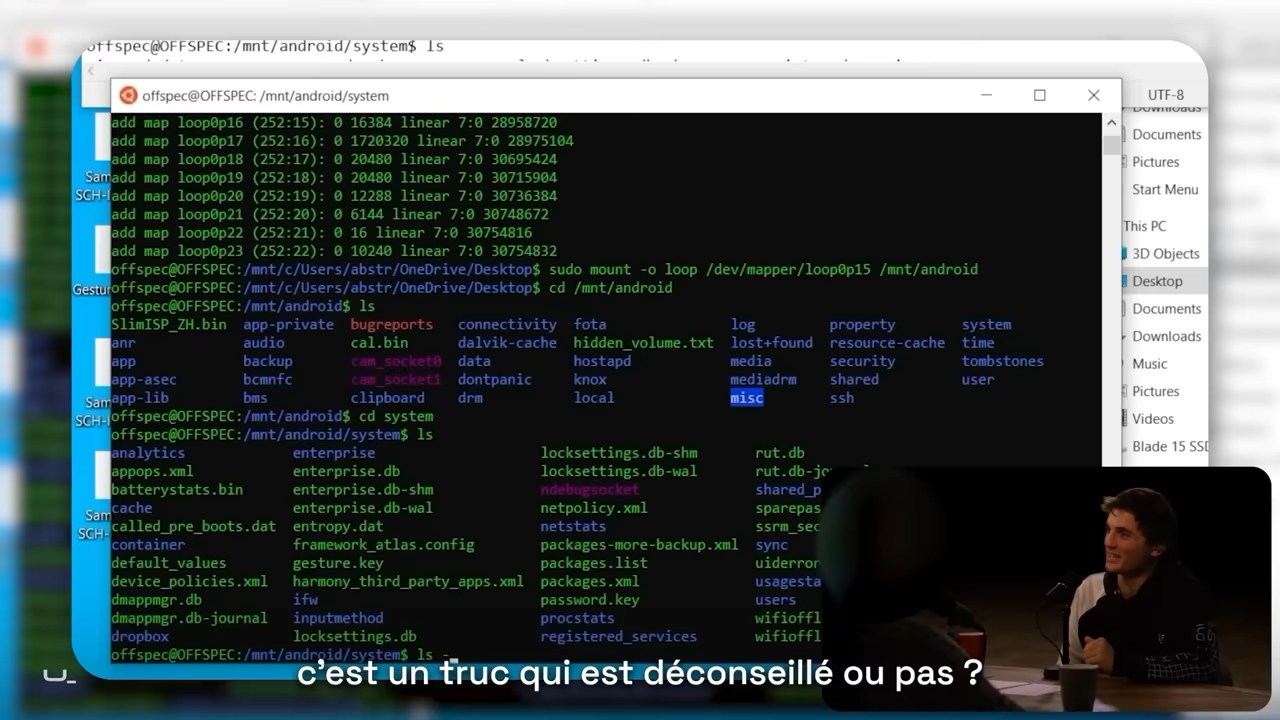 offspec@OFFSPEC:/mnt/android/system$ ls
offspec@OFFSPEC: /mnt/android/system
UTF-8
add map loop0p16 (252:15): 0 16384 linear 7:0 28958720
add map loop0p17 (252:16): 0 1720320 linear 7:0 28975104
add map loop0p18 (252:17): 0 20480 linear 7:0 30695424
add map loop0p19 (252:18): 0 20480 linear 7:0 30715904
add map loop0p20 (252:19): 0 12288 linear 7:0 30736384
add map loop0p21 (252:20): 0 6144 linear 7:0 30748672
add map loop0p22 (252:21): 0 16 linear 7:0 30754816
add map loop0p23 (252:22): 0 10240 linear 7:0 30754832
offspec@OFFSPEC:/mnt/c/Users/abstr/OneDrive/Desktop$ sudo mount -o loop /dev/mapper/loop0p15 /mnt/android
offspec@OFFSPEC:/mnt/c/Users/abstr/OneDrive/Desktop$ cd /mnt/android
offspec@OFFSPEC:/mnt/android$ ls
SlimISP_ZH.bin app-private bugreports connectivity fota log property system
anr audio cal.bin dalvik-cache hidden_volume.txt lost+found resource-cache time
app backup cam_socket0 data hostapd media security tombstones
app-asec bcmnfc cam_socket1 dontpanic knox mediadrm shared user
app-lib bms clipboard drm local misc ssh
offspec@OFFSPEC:/mnt/android$ cd system
offspec@OFFSPEC:/mnt/android/system$ ls
analytics enterprise locksettings.db-shm rut.db
appops.xml enterprise.db locksettings.db-wal
batterystats.bin enterprise.db-shm ndebugsocket
cache enterprise.db-wal netpolicy.xml
called_pre_boots.dat entropy.dat netstats
container framework_atlas.config packages-more-backup.xml sync
default_values gesture.key packages.list
device_policies.xml harmony_third_party_apps.xml packages.xml
dmappmgr.db ifw password.key users
dmappmgr.db-journal inputmethod procstats
dropbox locksettings.db registered_services
offspec@OFFSPEC:/mnt/android/system$ ls -
Downloads
Documents
Pictures
Start Menu
This PC
3D Objects
Desktop
Documents
Downloads
Music
Pictures
Videos
Blade 15 SSD
Sam
SCH-I
Gestur
Sam
SCH-I
Sam
SCH-
c'est un truc qui est déconseillé ou pas ?